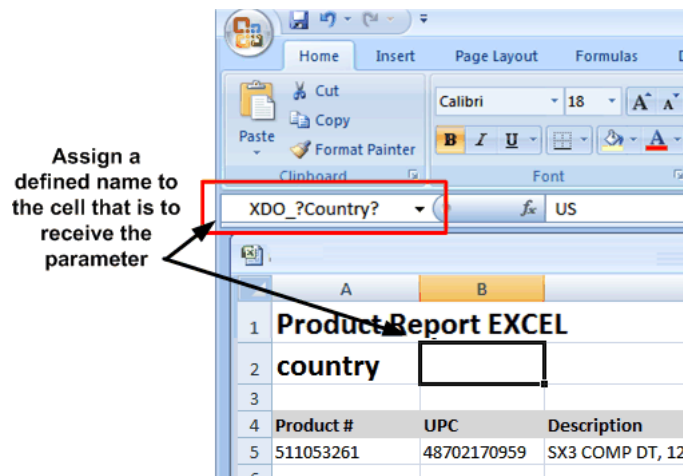 Home Insert Page Layout Formulas
Cut
Copy
Paste
Format Painter
Calibri 18 A A
B I U A
Clipboard Font
Assign a
defined name to
the cell that is to
receive the
parameter
XDO_?Country? fx US
A B
1 Product Report EXCEL
2 country
3
4 Product # UPC Description
5 511053261 48702170959 SX3 COMP DT, 12